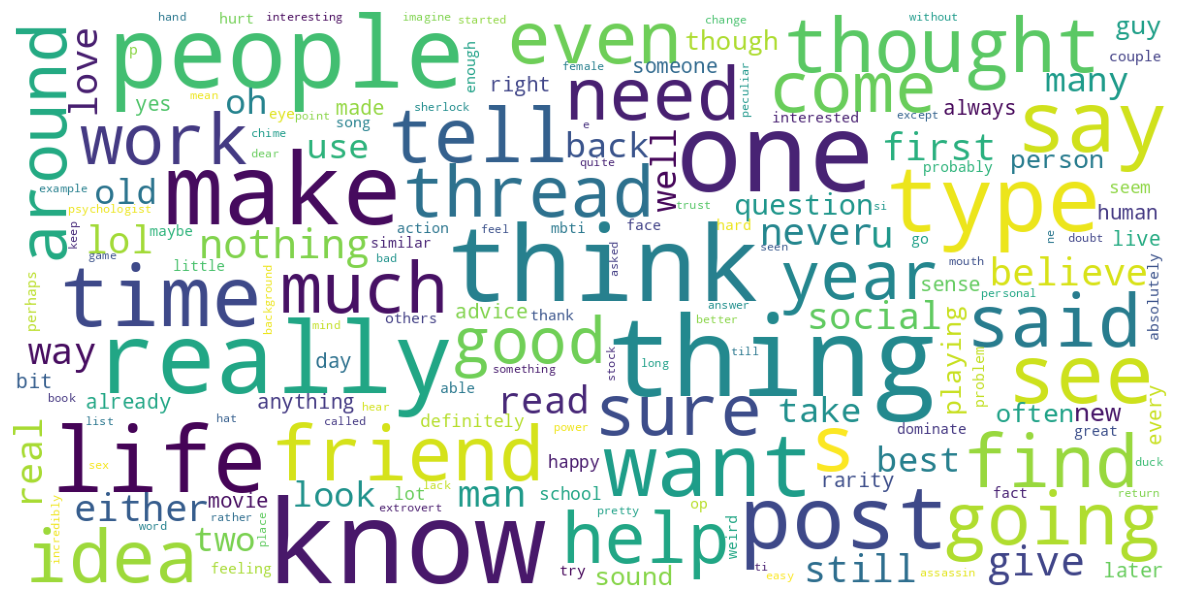 hand hurt interesting imagine started change without guy
p people even though thought couple
around love enough female someone come many
yes oh made right need peculiar say
mean eye point sherlock except always
work chime song tell back e interested first
dear use quite well one probably person
example old make thread trust question type seem
psychologist keep maybe action feel mbti face hard si human
lol nothing similar asked never u go ne doubt live
game bad think seen mouth
perhaps little much year believe absolutely
time background others advice thank answer sense personal
mind better social said
way day good something long till playing
really able stock thing see problem
bit book already anything read sure take often new every
list hat hear called definitely power dominate great
life friend happy want s best find duck
real sex lack rarity
either movie look lot man school op fact return
incredibly word rather extrovert pretty weird post going
idea two place know help
feeling try sound ti easy still assassin give later